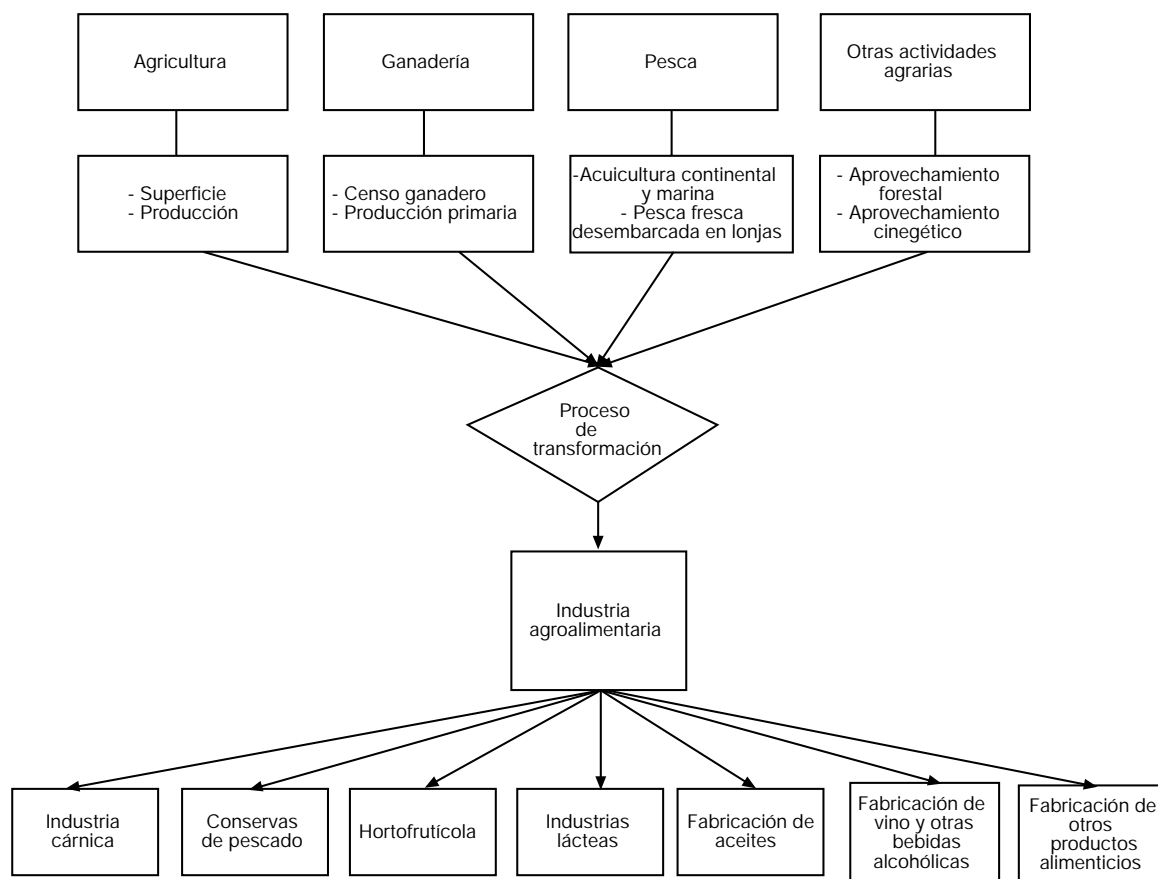 Agricultura
Ganadería
Pesca
Otras actividades
agrarias
- Superficie
- Producción
- Censo ganadero
- Producción primaria
-Acuicultura continental
y marina
- Pesca fresca
desembarcada en lonjas
- Aprovechamiento
forestal
- Aprovechamiento
cinegético
Proceso
de
transformación
Industria
agroalimentaria
Industria
cárnica
Conservas
de pescado
Hortofrutícola
Industrias
lácteas
Fabricación de
aceites
Fabricación de
vino y otras
bebidas
alcohólicas
Fabricación de
otros
productos
alimenticios